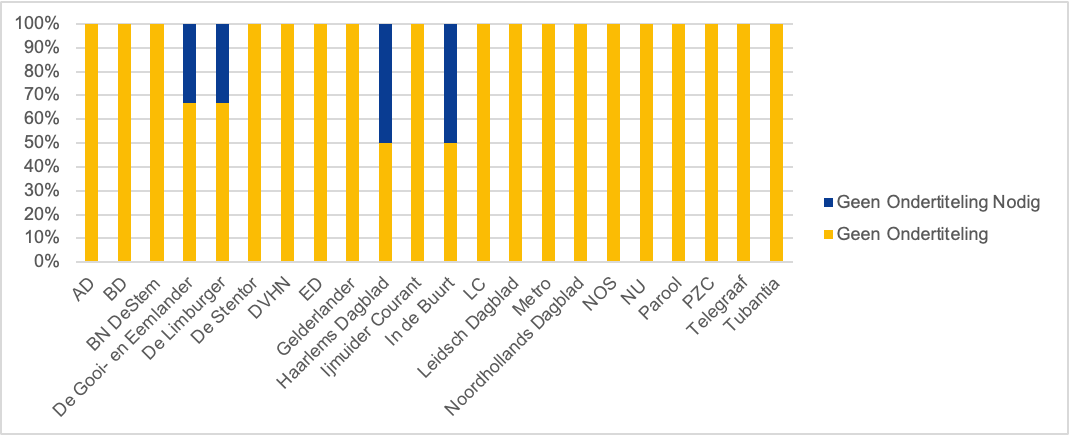 100%
90%
80%
70%
60%
50%
40%
30%
20%
10%
0%
AD
BD
BN DeStem
De Gooi- en Eemlander
De Limburger
De Stentor
DVHN
ED
Gelderlander
Haarlems Dagblad
Ijmuider Courant
In de Buurt
LC
Leidsch Dagblad
Metro
Noordhollands Dagblad
NOS
NU
Parool
PZC
Telegraaf
Tubantia
Geen Ondertiteling Nodig
Geen Ondertiteling